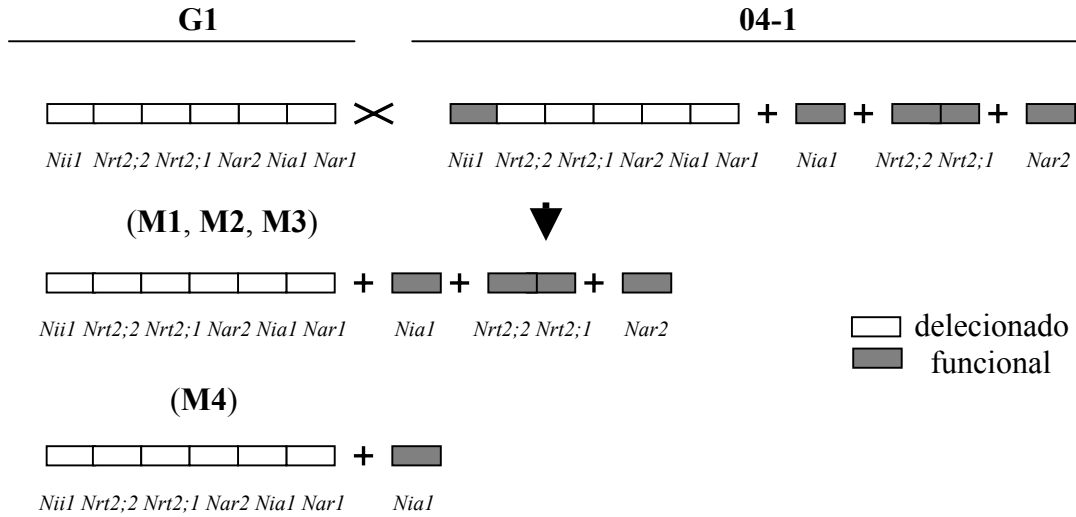 G1 04-1
+ + +
Nii1 Nrt2;2 Nrt2;1 Nar2 Nia1 Nar1 Nii1 Nrt2;2 Nrt2;1 Nar2 Nia1 Nar1 Nia1 Nrt2;2 Nrt2;1 Nar2
(M1, M2, M3)
+ + +
Nii1 Nrt2;2 Nrt2;1 Nar2 Nia1 Nar1 Nia1 Nrt2;2 Nrt2;1 Nar2
delecionado
funcional
(M4)
+
Nii1 Nrt2;2 Nrt2;1 Nar2 Nia1 Nar1 Nia1